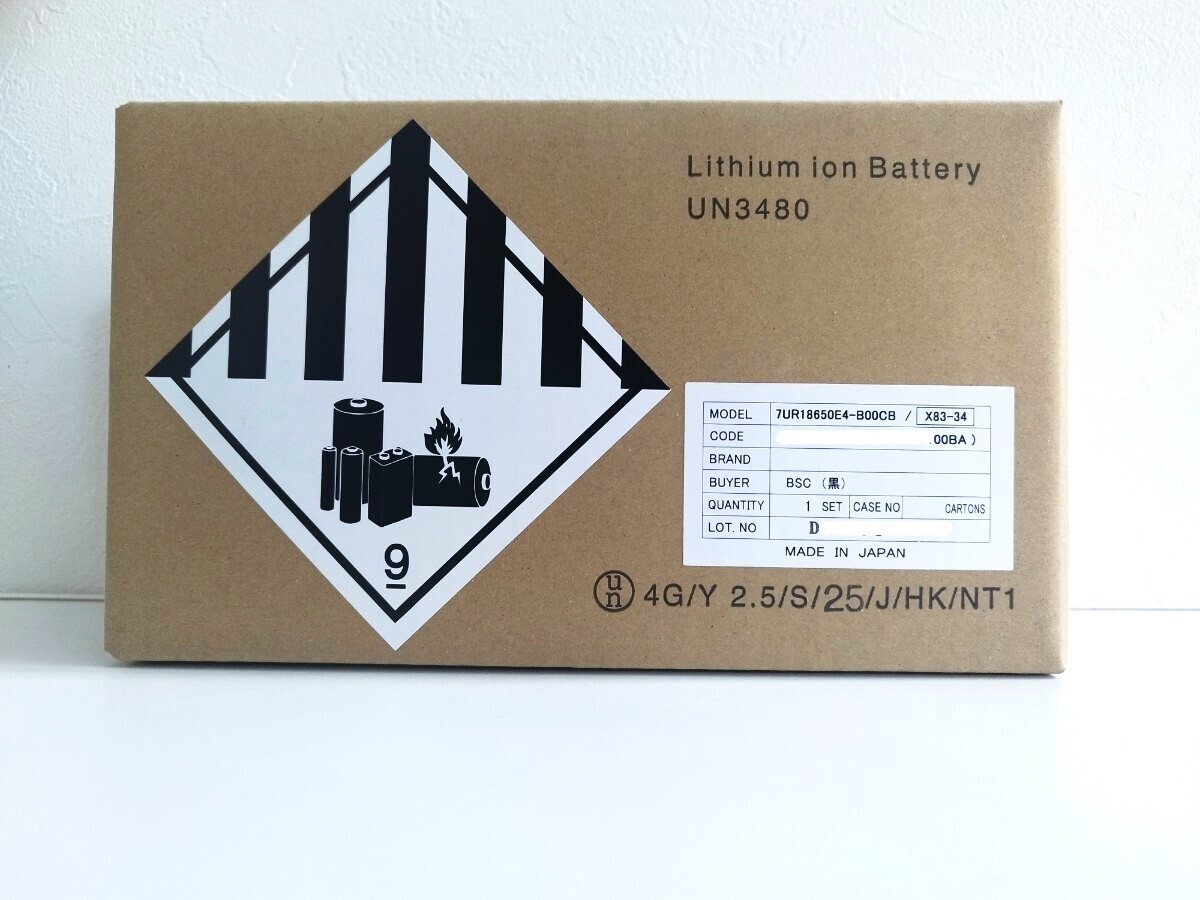 Lithium ion Battery
UN3480
MODEL 7UR18650E4-B00CB / X83-34
CODE .00BA )
BRAND
BUYER BSC (黒)
QUANTITY 1 SET CASE NO CARTONS
LOT. NO D
MADE IN JAPAN
9
un 4G/Y 2.5/S/25/J/HK/NT1